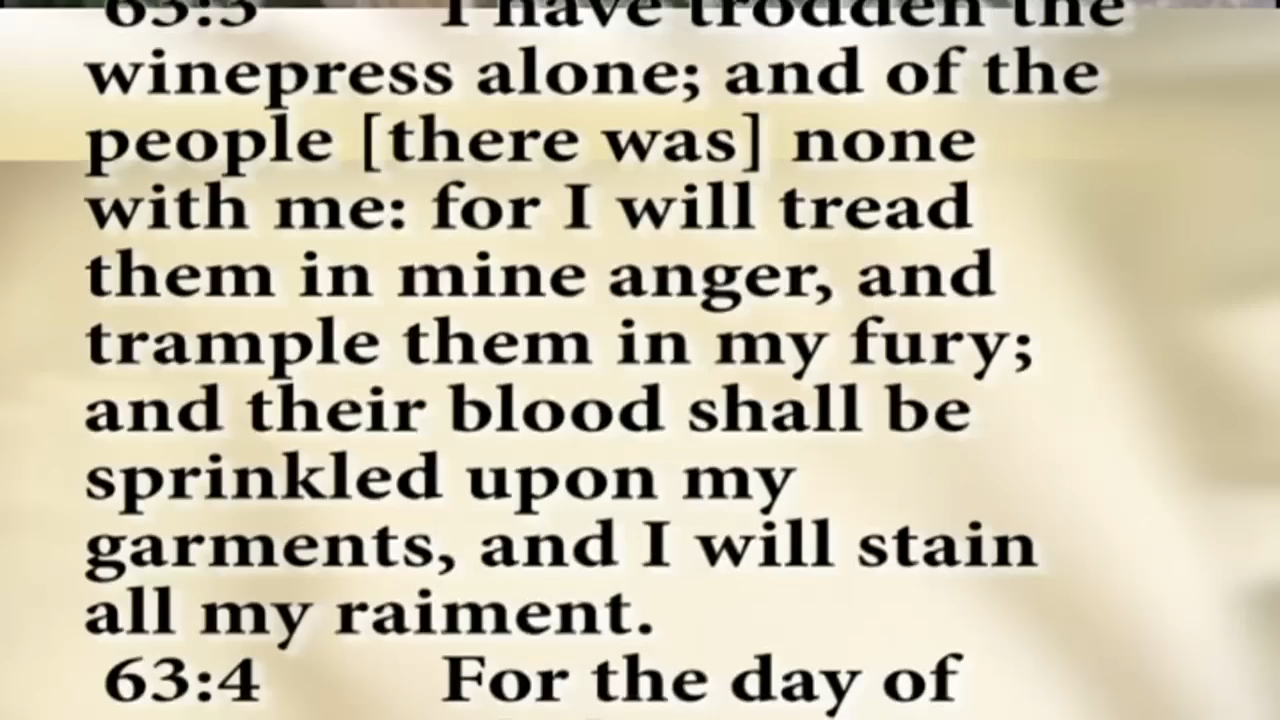 63:3 I have trodden the
winepress alone; and of the
people [there was] none
with me: for I will tread
them in mine anger, and
trample them in my fury;
and their blood shall be
sprinkled upon my
garments, and I will stain
all my raiment.
63:4 For the day of